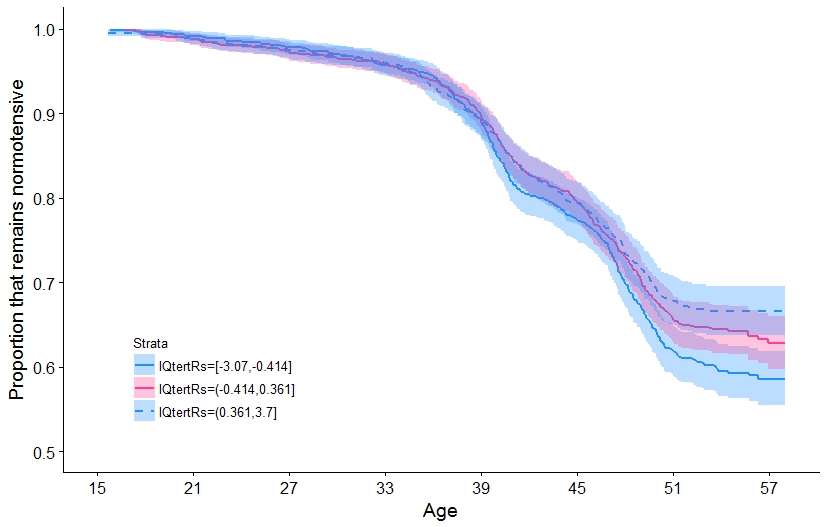 Proportion that remains normotensive
1.0
0.9
0.8
0.7
0.6
0.5
Strata
IQtertRs=[-3.07,-0.414]
IQtertRs=(-0.414,0.361]
IQtertRs=(0.361,3.7]
15 21 27 33 39 45 51 57
Age